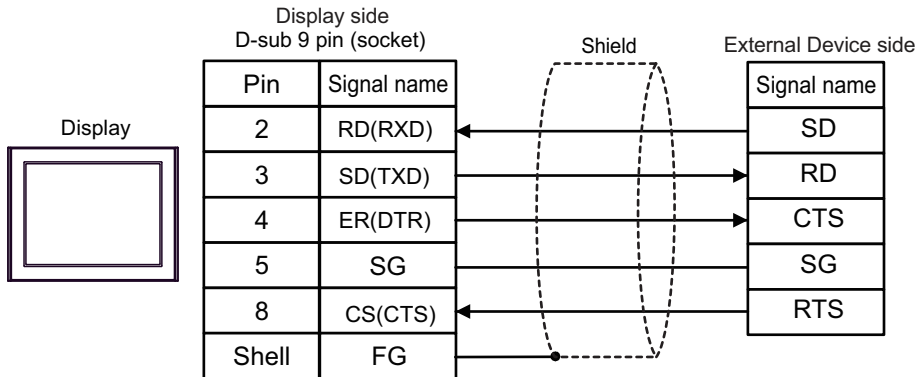 Display side
D-sub 9 pin (socket)
Shield
External Device side
Pin Signal name
Signal name
Display
2 RD(RXD)
SD
3 SD(TXD)
RD
4 ER(DTR)
CTS
5 SG
SG
8 CS(CTS)
RTS
Shell FG